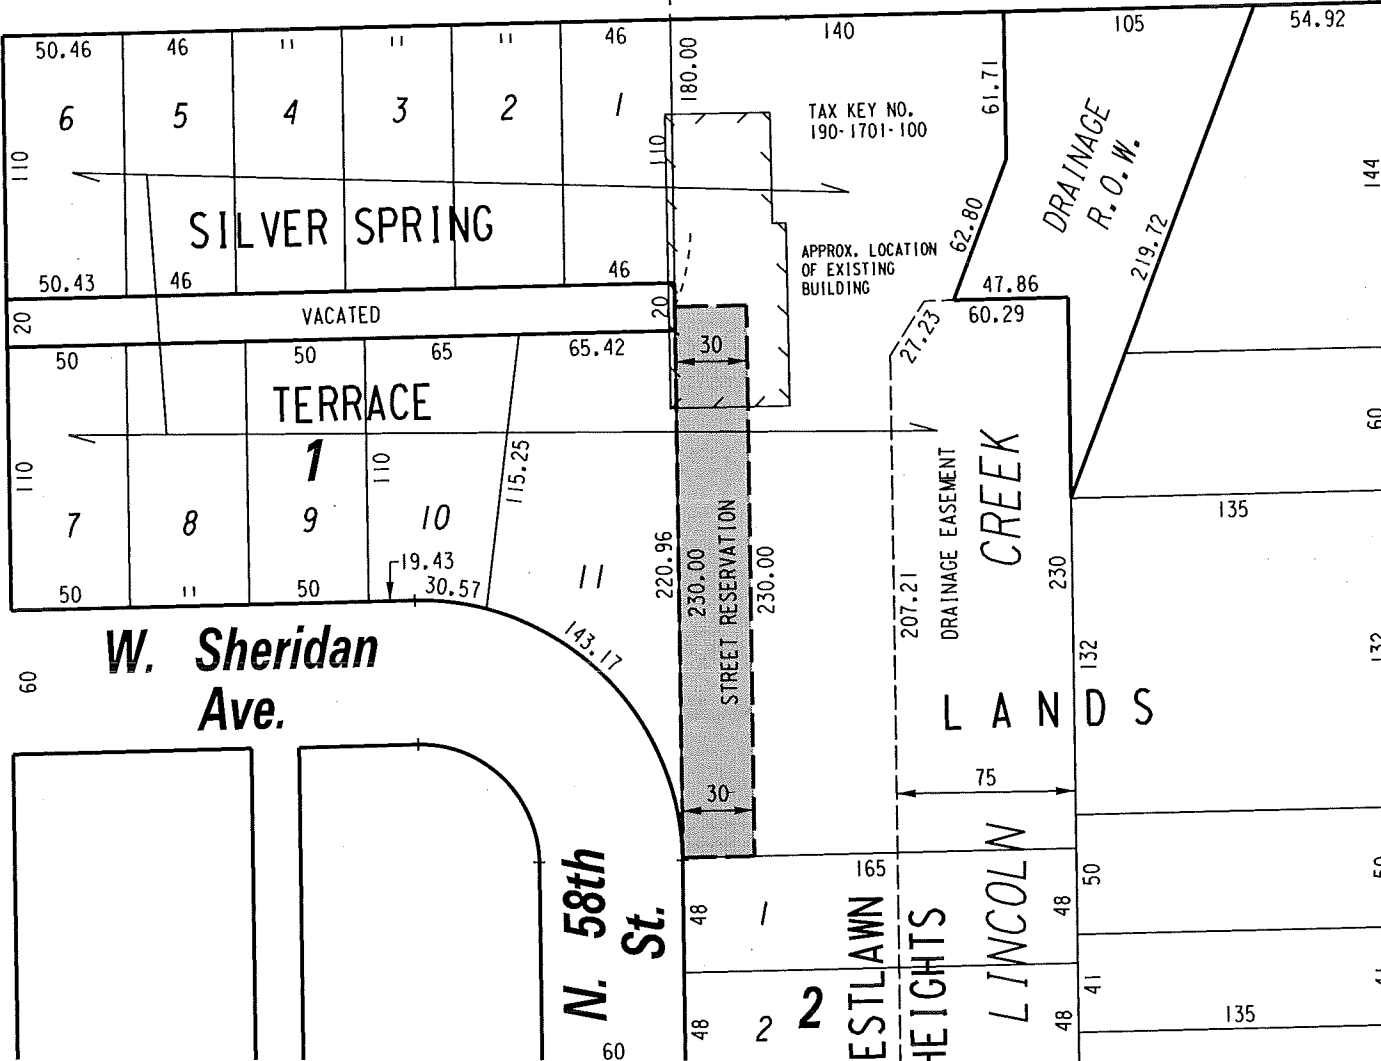 50.46 46 " " " 46 140 105 54.92
180.00
61.71
6 5 4 3 2 1
TAX KEY NO.
190-1701-100
110
110
DRAINAGE
R.O.W.
144
SILVER SPRING
62.80
219.72
APPROX. LOCATION
OF EXISTING
BUILDING
50.43 46 46
47.86
60.29
20 VACATED 20
27.23
50 50 65 65.42
30
TERRACE
1
110
110
115.25
60
7 8 9 10 11
DRAINAGE EASEMENT
CREEK
135
19.43
50 " 50 30.57
143.17
220.96
230.00
STREET RESERVATION
230.00
207.21
230
132
132
W. Sheridan
Ave.
60
LANDS
75
30
165
N. 58th
St.
60
48
1
48
2
2
ESTLAWN
HEIGHTS
LINCOLN
48
48
50
50
41
41
135